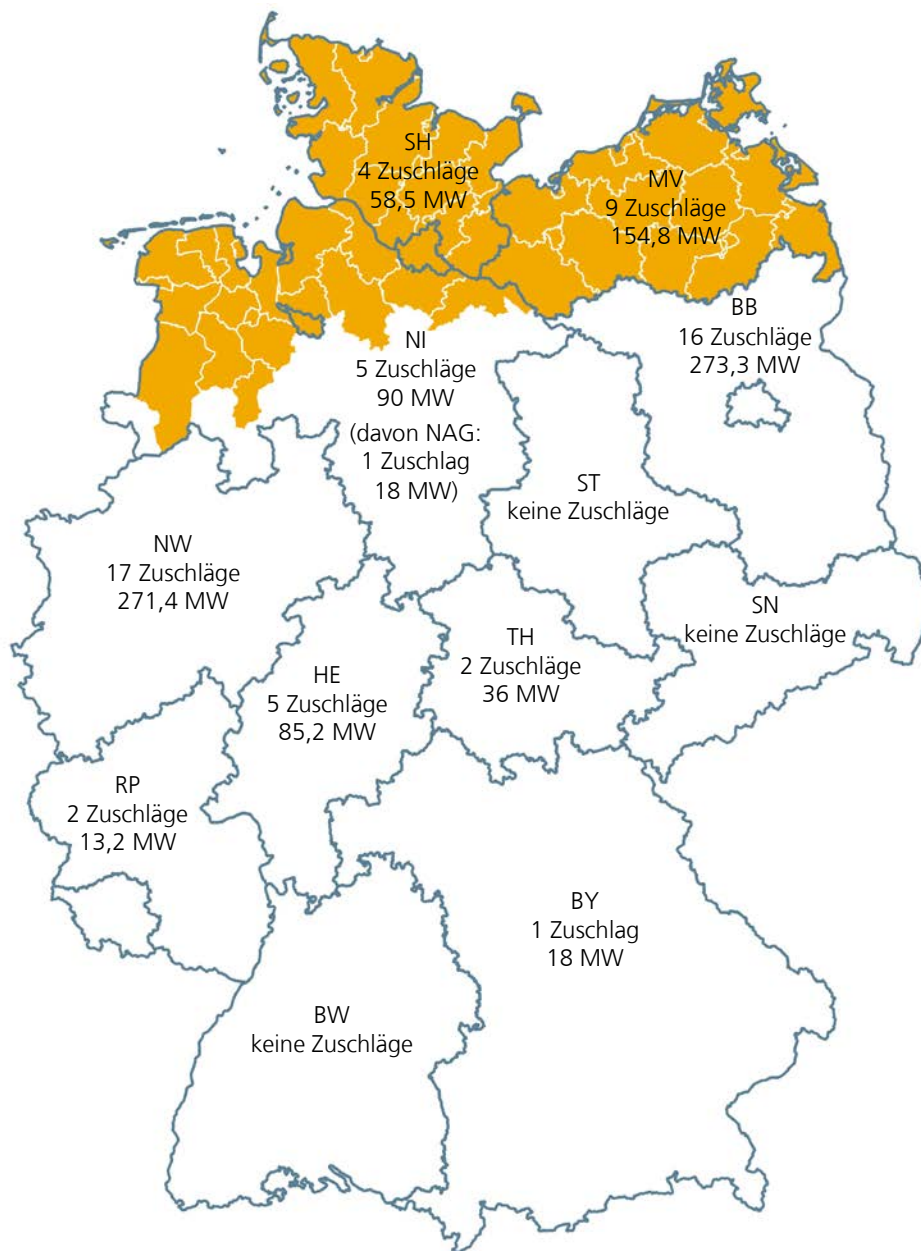 SH
4 Zuschläge
58,5 MW
MV
9 Zuschläge
154,8 MW
BB
16 Zuschläge
273,3 MW
NI
5 Zuschläge
90 MW
(davon NAG:
1 Zuschlag
18 MW)
ST
keine Zuschläge
NW
17 Zuschläge
271,4 MW
SN
keine Zuschläge
TH
2 Zuschläge
36 MW
HE
5 Zuschläge
85,2 MW
RP
2 Zuschläge
13,2 MW
BY
1 Zuschlag
18 MW
BW
keine Zuschläge